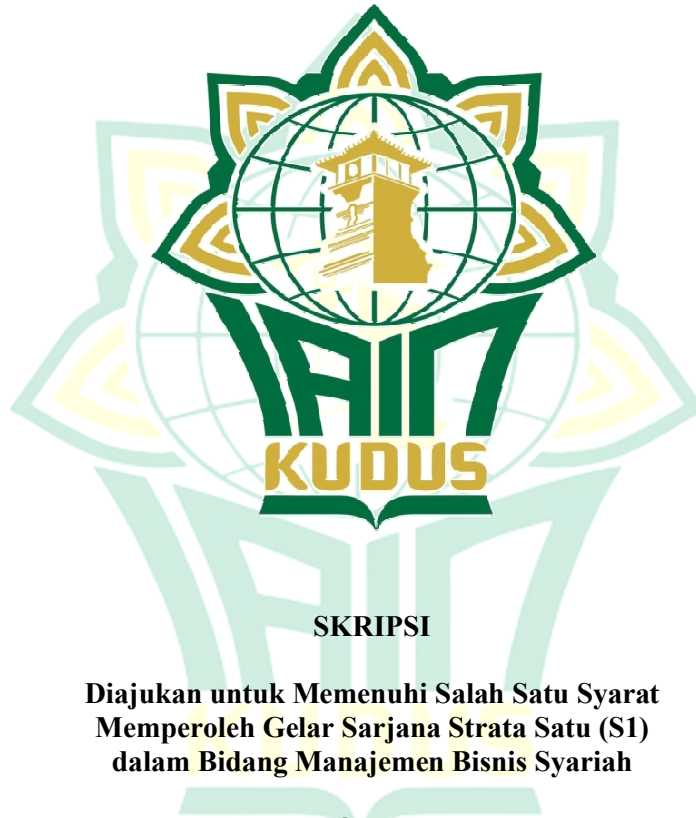 IAIN
KUDUS
SKRIPSI
Diajukan untuk Memenuhi Salah Satu Syarat
Memperoleh Gelar Sarjana Strata Satu (S1)
dalam Bidang Manajemen Bisnis Syariah